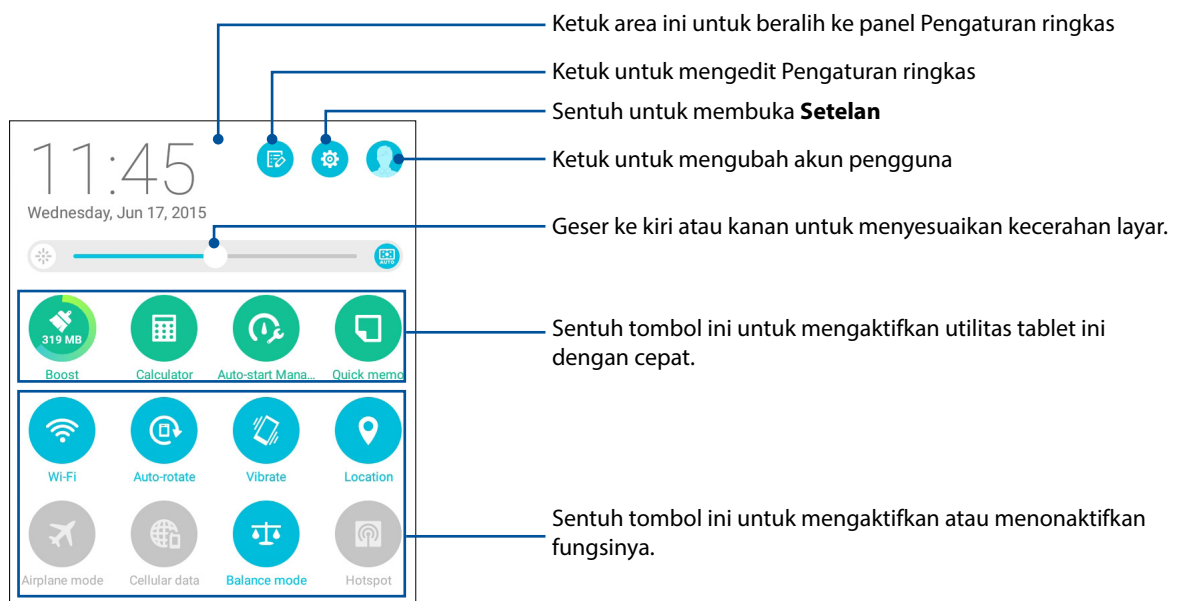 Ketuk area ini untuk beralih ke panel Pengaturan ringkas
Ketuk untuk mengedit Pengaturan ringkas
Sentuh untuk membuka Setelan
Ketuk untuk mengubah akun pengguna
11:45
Wednesday, Jun 17, 2015
Geser ke kiri atau kanan untuk menyesuaikan kecerahan layar.
AUTO
319 MB
Boost Calculator Auto-start Mana... Quick memo
Sentuh tombol ini untuk mengaktifkan utilitas tablet ini
dengan cepat.
Wi-Fi Auto-rotate Vibrate Location
Airplane mode Cellular data Balance mode Hotspot
Sentuh tombol ini untuk mengaktifkan atau menonaktifkan
fungsinya.